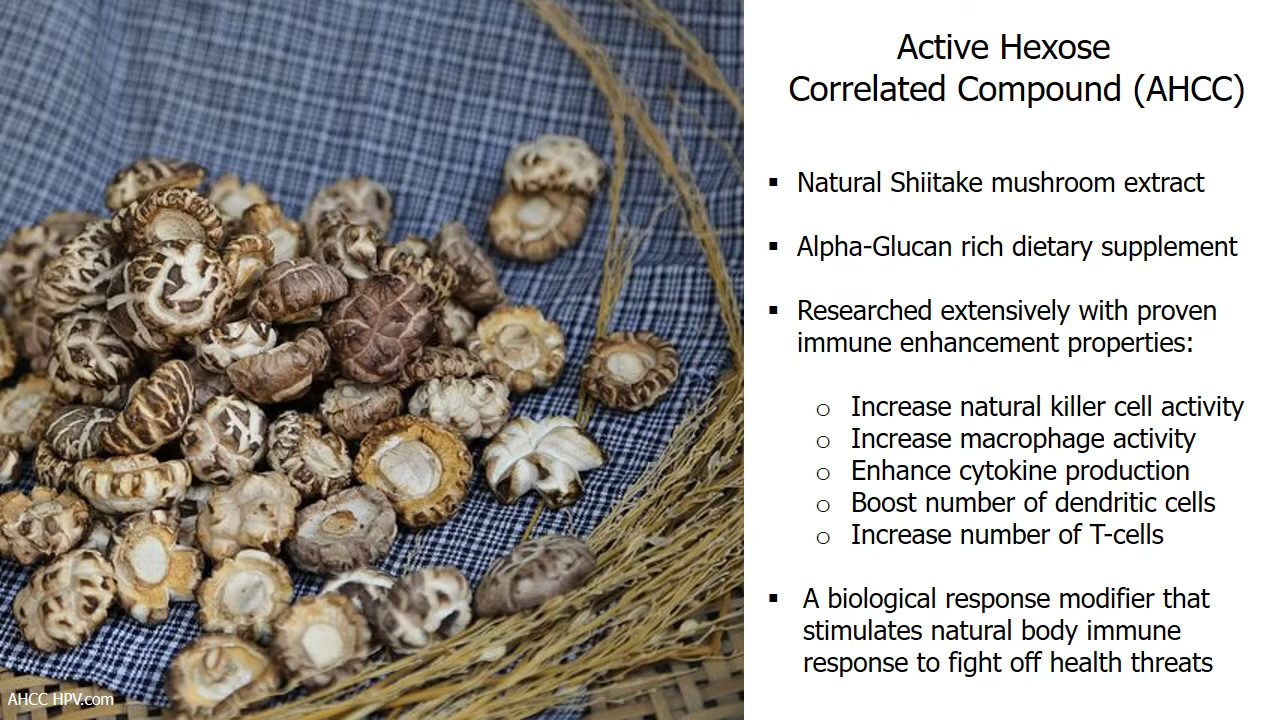 Active Hexose
Correlated Compound (AHCC)
▪ Natural Shiitake mushroom extract
▪ Alpha-Glucan rich dietary supplement
▪ Researched extensively with proven
immune enhancement properties:
○ Increase natural killer cell activity
○ Increase macrophage activity
○ Enhance cytokine production
○ Boost number of dendritic cells
○ Increase number of T-cells
▪ A biological response modifier that
stimulates natural body immune
response to fight off health threats
AHCC HPV.com